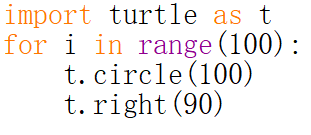 import turtle as t
for i in range(100):
    t.circle(100)
    t.right(90)